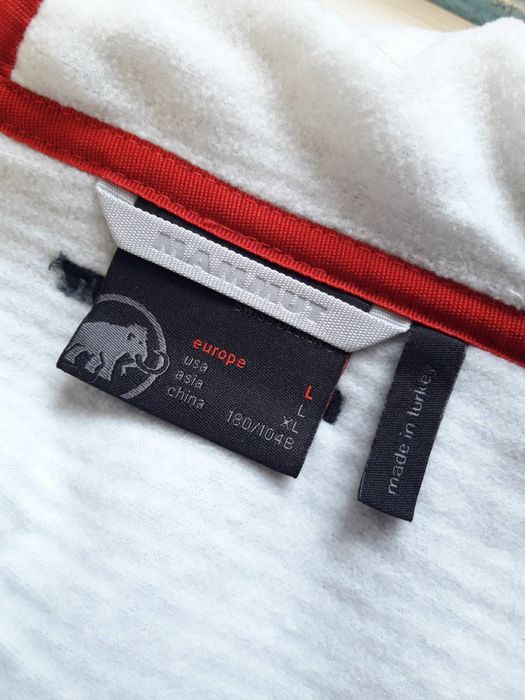 MAMMUT
europe L
usa L
asia XL
china 180/104B
made in turkey